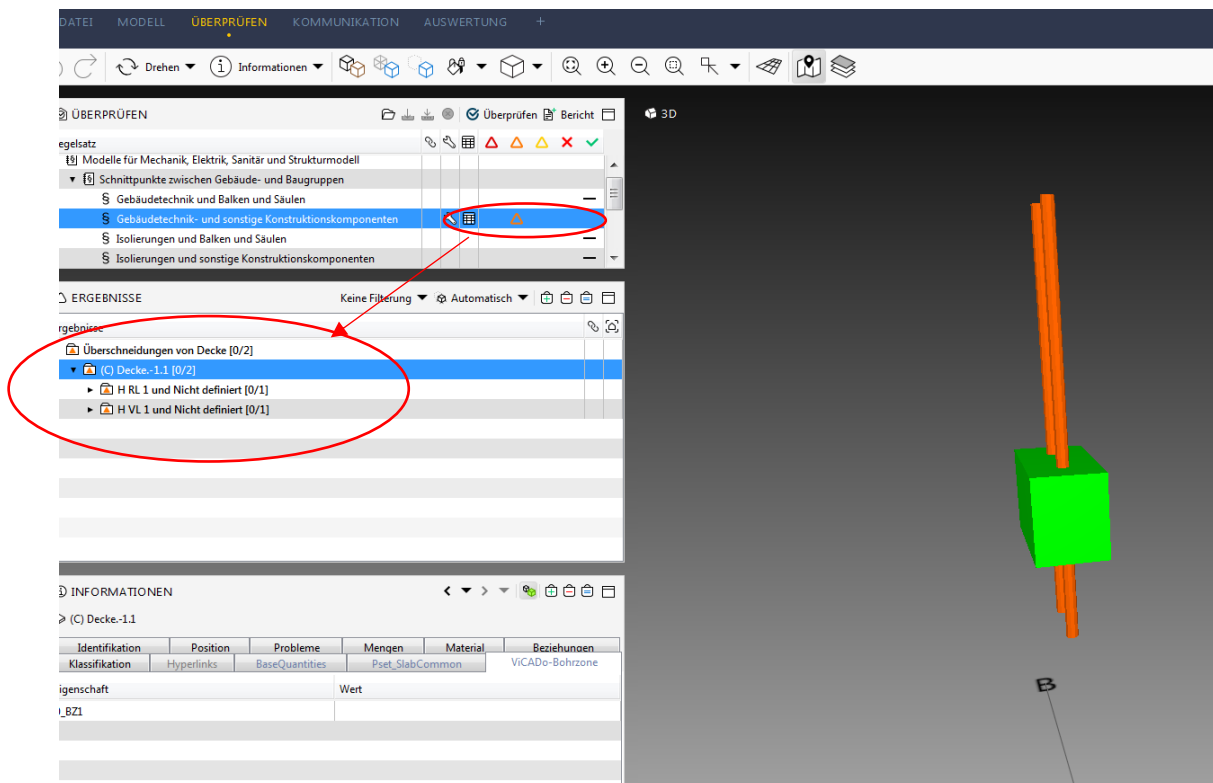 DATEI MODELL ÜBERPRÜFEN KOMMUNIKATION AUSWERTUNG +
Drehen Informationen
ÜBERPRÜFEN Überprüfen Bericht
3D
egelsatz
Modelle für Mechanik, Elektrik, Sanitär und Strukturmodell
Schnittpunkte zwischen Gebäude- und Baugruppen
§ Gebäudetechnik und Balken und Säulen
§ Gebäudetechnik- und sonstige Konstruktionskomponenten
§ Isolierungen und Balken und Säulen
§ Isolierungen und sonstige Konstruktionskomponenten
ERGEBNISSE Keine Filterung Automatisch
rgebnisse
Überschneidungen von Decke [0/2]
(C) Decke.-1.1 [0/2]
H RL 1 und Nicht definiert [0/1]
H VL 1 und Nicht definiert [0/1]
INFORMATIONEN
(C) Decke.-1.1
Identifikation Position Probleme Mengen Material Beziehungen
Klassifikation Hyperlinks BaseQuantities Pset_SlabCommon ViCADo-Bohrzone
igenschaft Wert
_BZ1
B